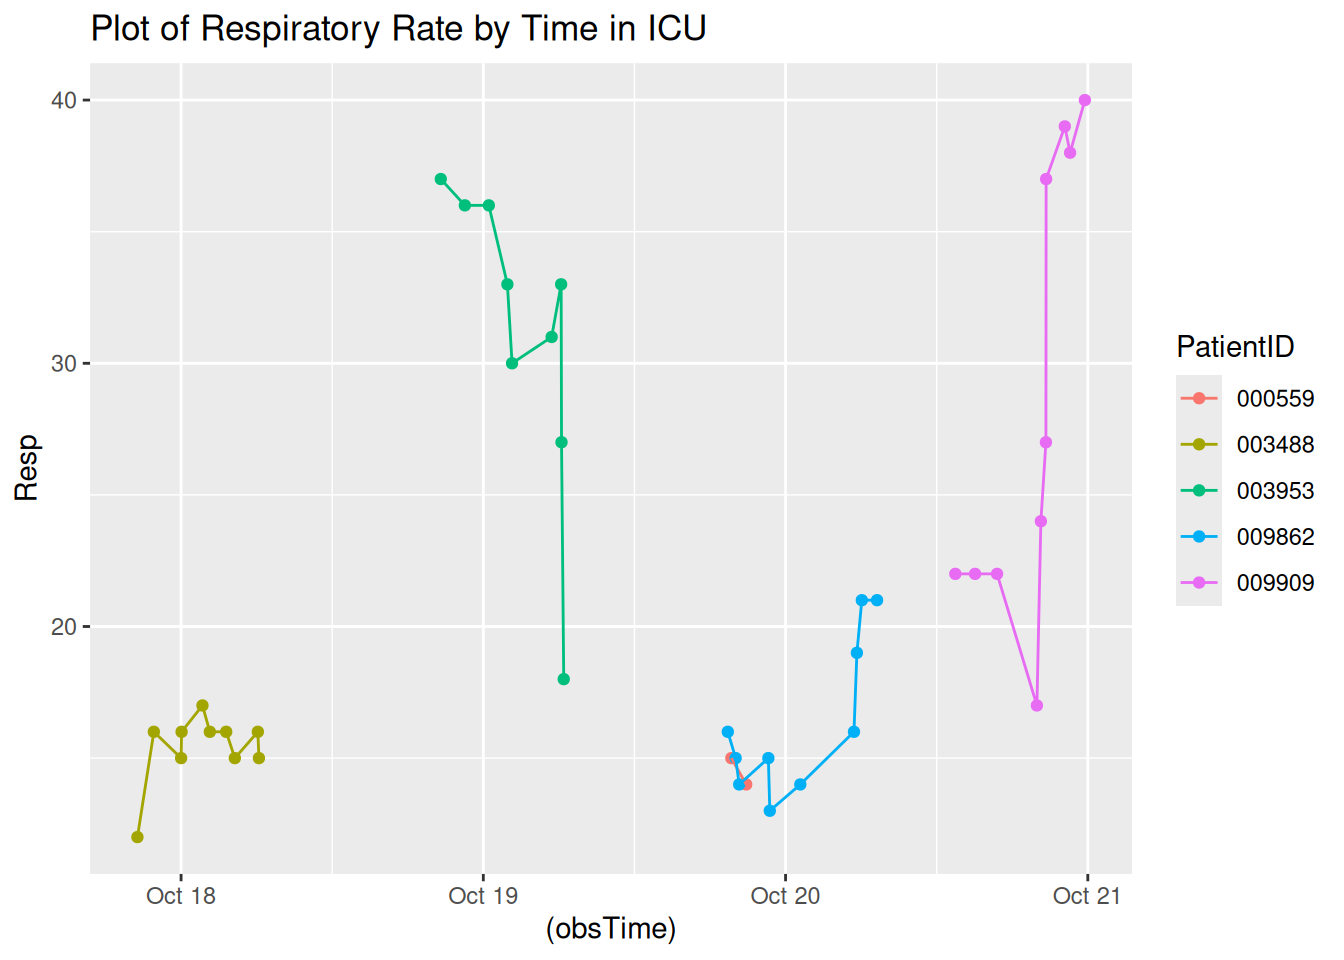 Plot of Respiratory Rate by Time in ICU
40
30
20
Resp
Oct 18
Oct 19
Oct 20
Oct 21
(obsTime)
PatientID
000559
003488
003953
009862
009909